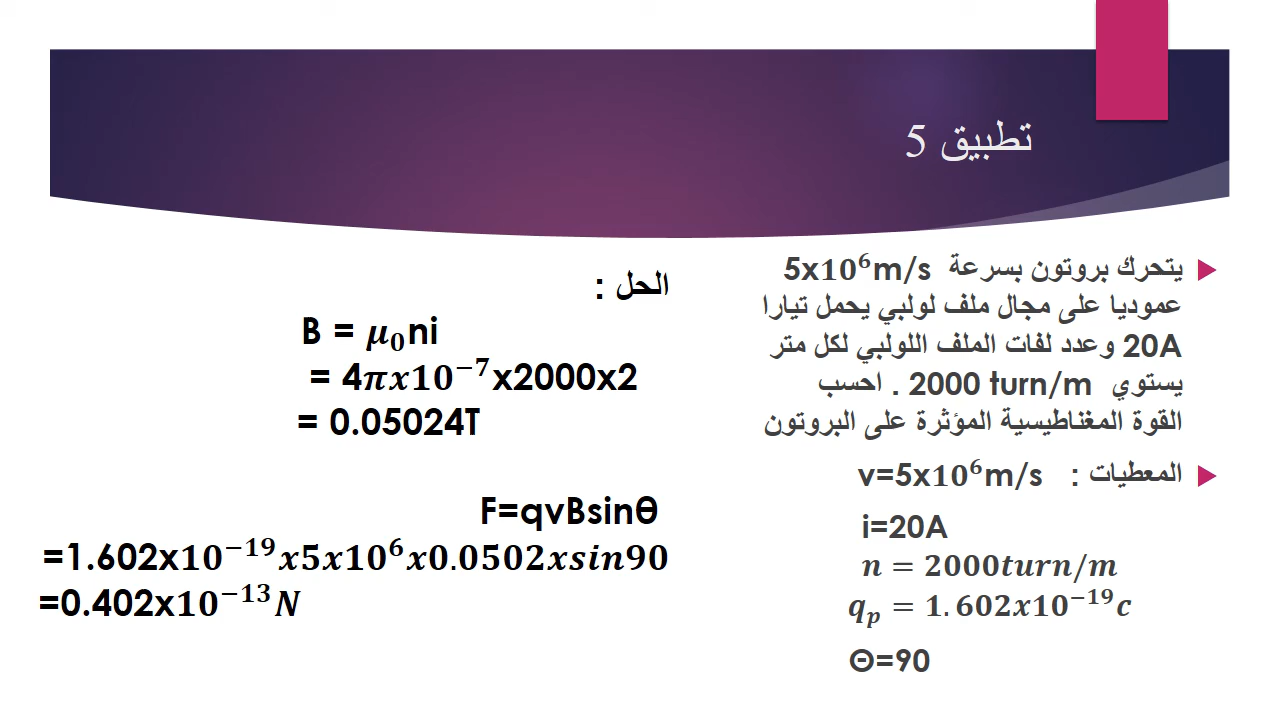 تطبيق 5
يتحرك بروتون بسرعة 5x10⁶m/s
عموديا على مجال ملف لولبي يحمل تيارا
20A وعدد لفات الملف اللولبي لكل متر
يستوي 2000 turn/m . احسب
القوة المغناطيسية المؤثرة على البروتون
المعطيات : v=5x10⁶m/s
i=20A
n = 2000turn/m
qₚ = 1.602x10⁻¹⁹c
Θ=90
الحل :
B = μ₀ni
= 4πx10⁻⁷x2000x2
= 0.05024T
F=qvBsinθ
=1.602x10⁻¹⁹x5x10⁶x0.0502xsin90
=0.402x10⁻¹³N